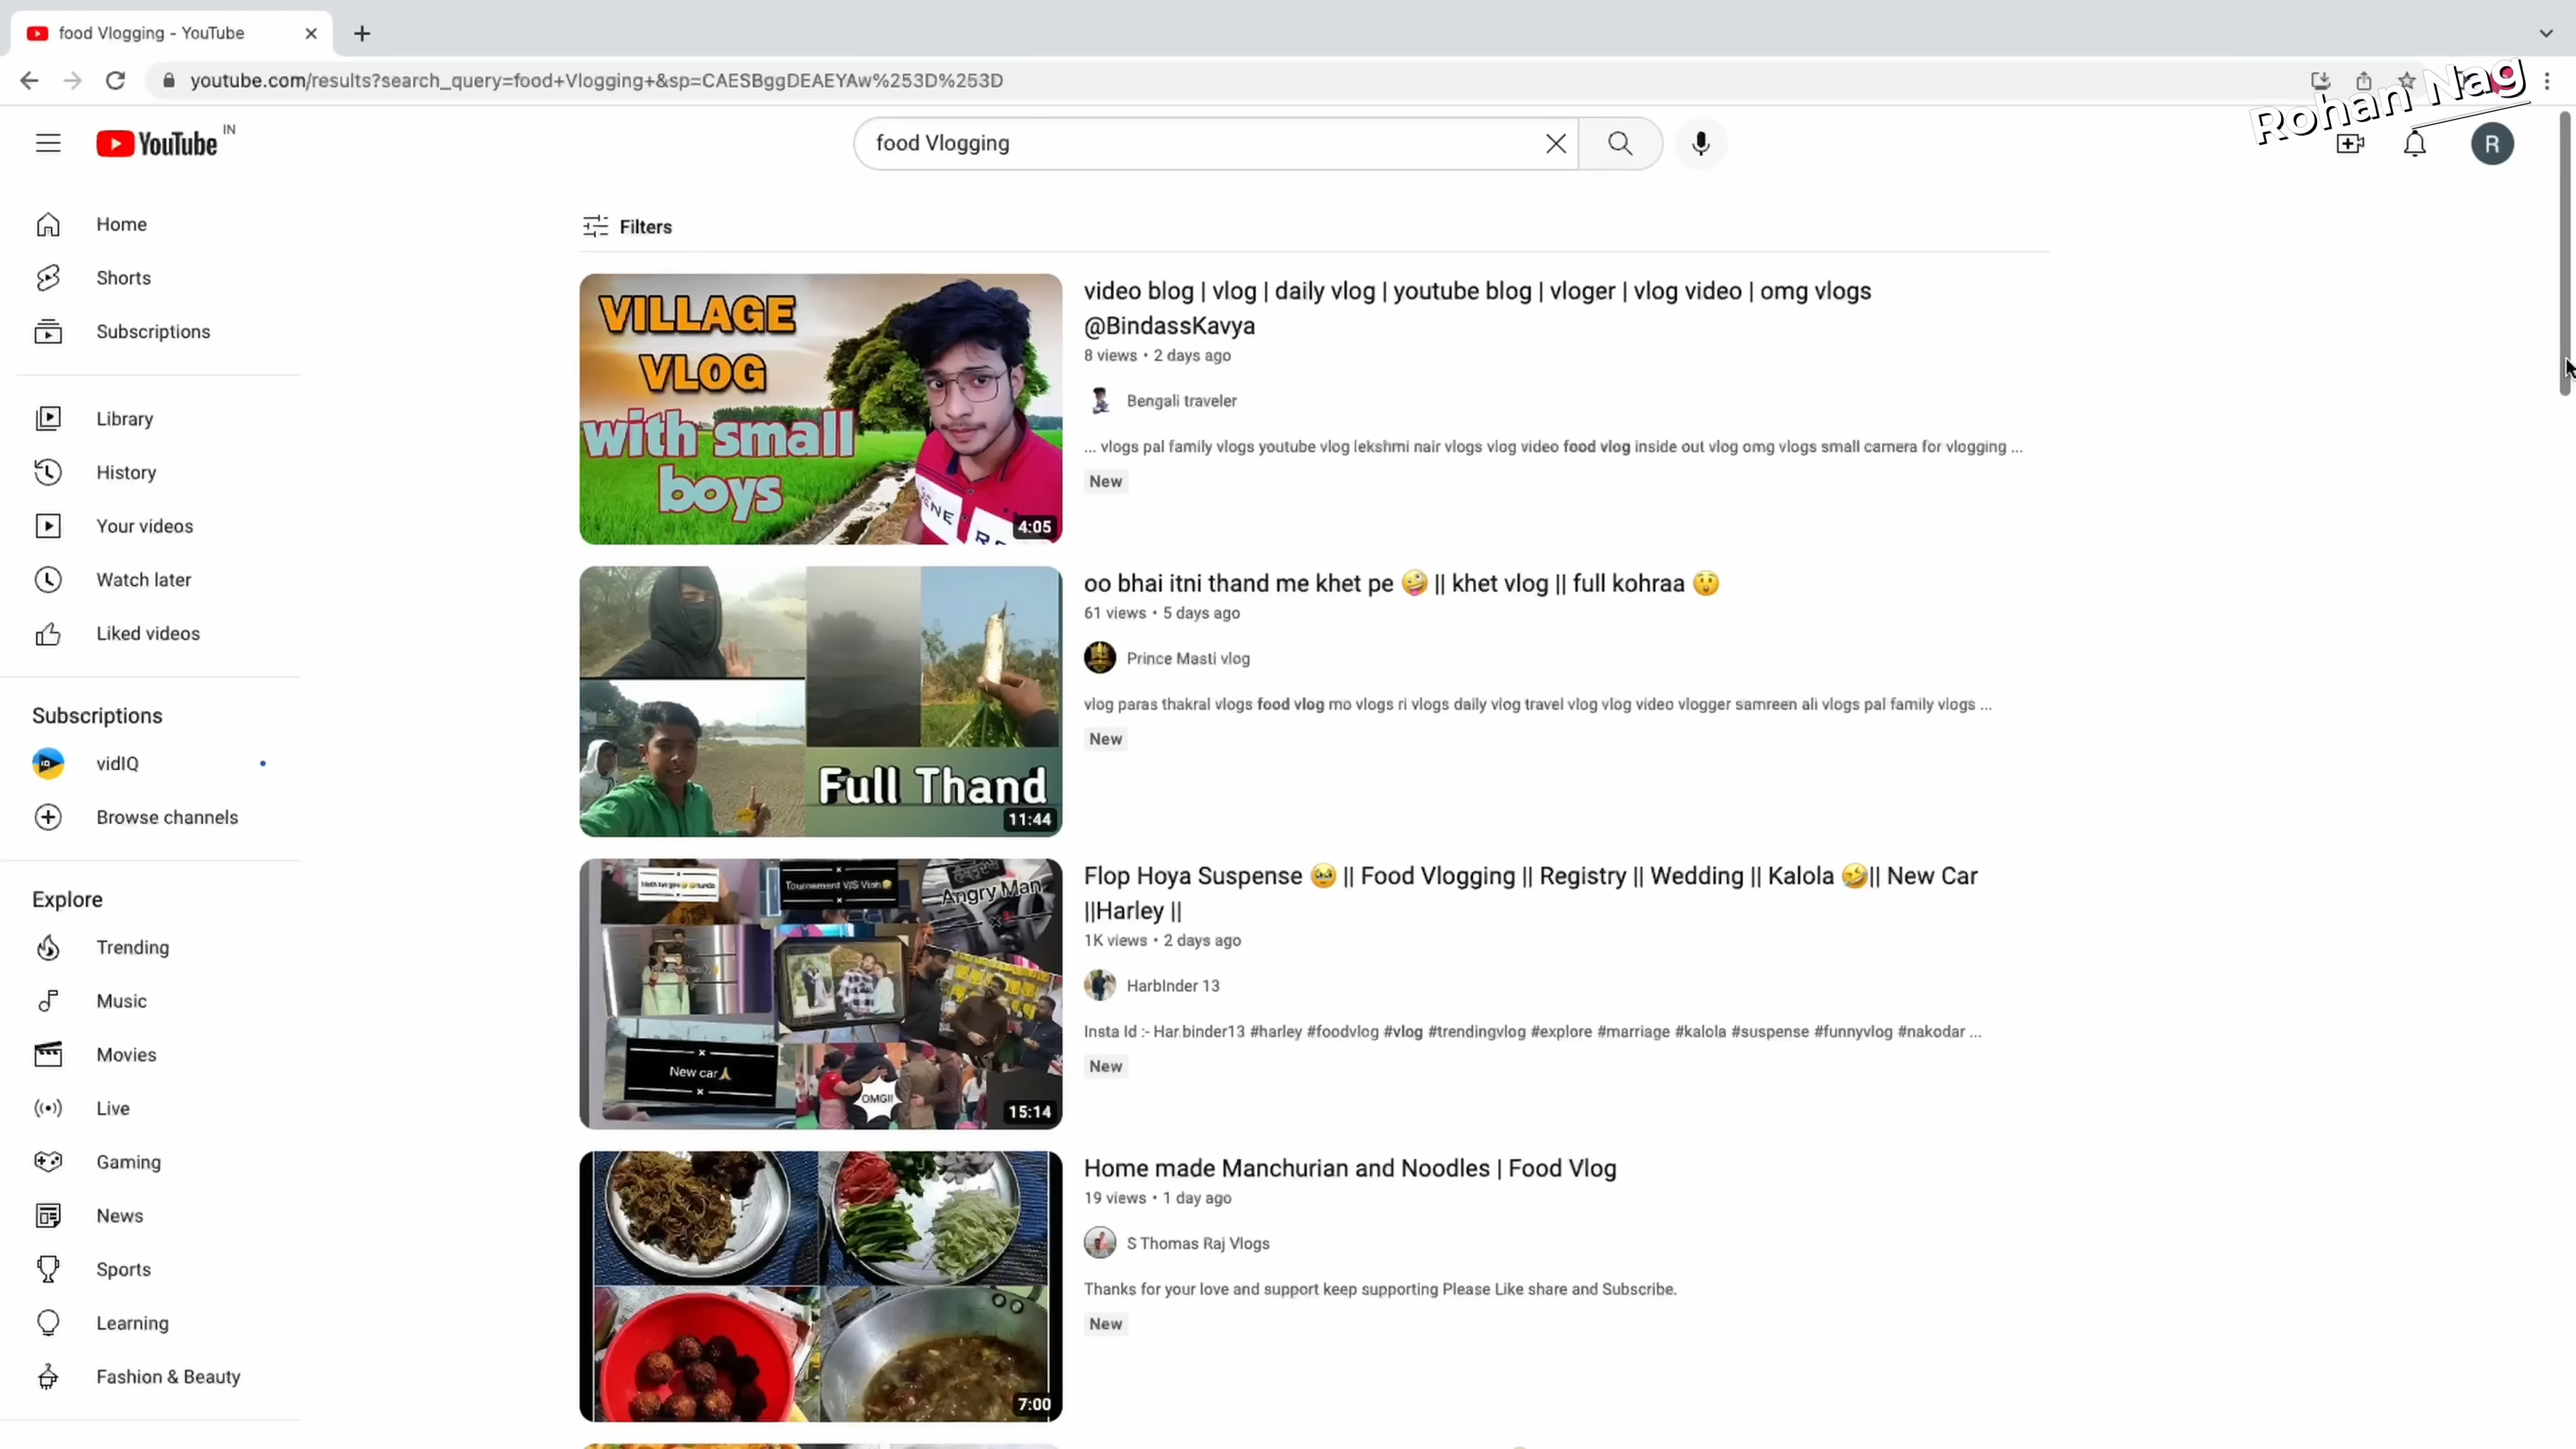 food Vlogging - YouTube
youtube.com/results?search_query=food+Vlogging+&sp=CAESBggDEAEYAw%253D%253D
Rohan Nag
YouTube IN
food Vlogging
R
Home
Shorts
Subscriptions
Library
History
Your videos
Watch later
Liked videos
Subscriptions
vidIQ
Browse channels
Explore
Trending
Music
Movies
Live
Gaming
News
Sports
Learning
Fashion & Beauty
Filters
VILLAGE
VLOG
with small
boys
4:05
video blog | vlog | daily vlog | youtube blog | vloger | vlog video | omg vlogs
@BindassKavya
8 views • 2 days ago
Bengali traveler
... vlogs pal family vlogs youtube vlog lekshmi nair vlogs vlog video food vlog inside out vlog omg vlogs small camera for vlogging ...
New
Full Thand
11:44
oo bhai itni thand me khet pe 🤪 || khet vlog || full kohraa 😲
61 views • 5 days ago
Prince Masti vlog
vlog paras thakral vlogs food vlog mo vlogs ri vlogs daily vlog travel vlog vlog video vlogger samreen ali vlogs pal family vlogs ...
New
Tournament V/S Viah
Angry Man
New car🙏
OMG!!
15:14
Flop Hoya Suspense 🥹 || Food Vlogging || Registry || Wedding || Kalola 🤣|| New Car
||Harley ||
1K views • 2 days ago
HarbInder 13
Insta Id :- Har.binder13 #harley #foodvlog #vlog #trendingvlog #explore #marriage #kalola #suspense #funnyvlog #nakodar ...
New
7:00
Home made Manchurian and Noodles | Food Vlog
19 views • 1 day ago
S Thomas Raj Vlogs
Thanks for your love and support keep supporting Please Like share and Subscribe.
New